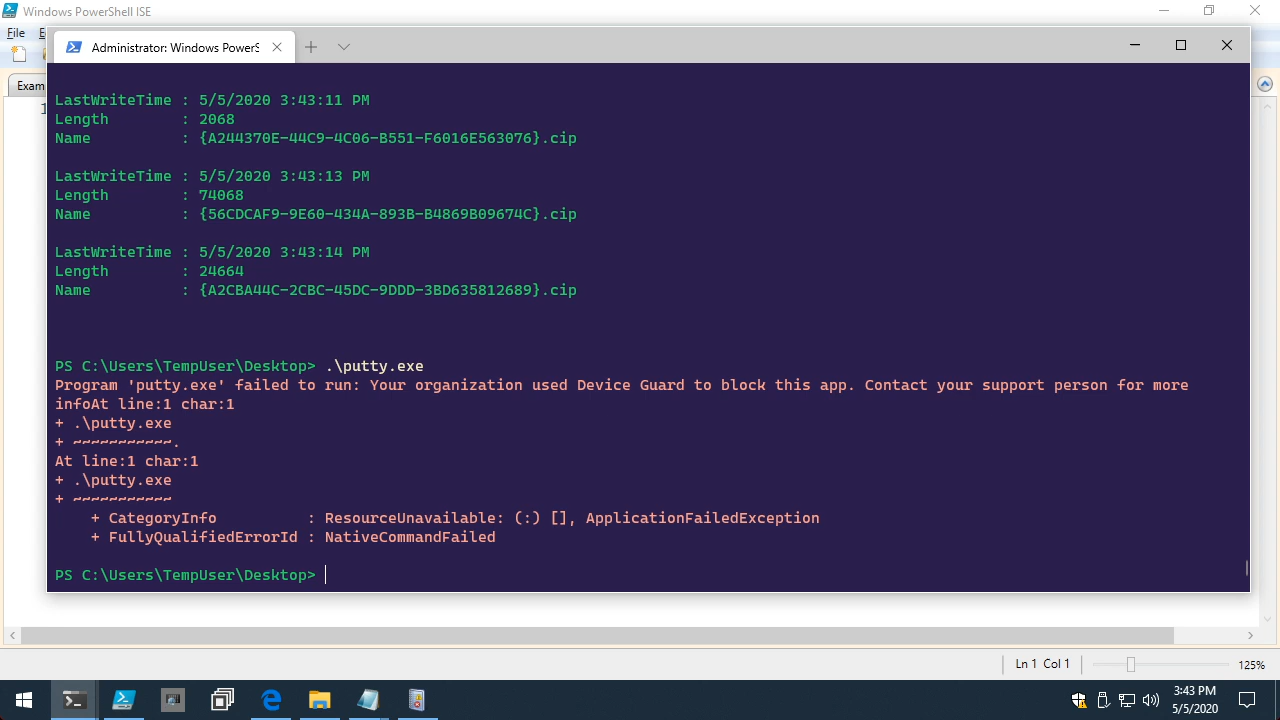 Windows PowerShell ISE
File
Administrator: Windows PowerS
Exam
1
LastWriteTime : 5/5/2020 3:43:11 PM
Length        : 2068
Name          : {A244370E-44C9-4C06-B551-F6016E563076}.cip
LastWriteTime : 5/5/2020 3:43:13 PM
Length        : 74068
Name          : {56CDCAF9-9E60-434A-893B-B4869B09674C}.cip
LastWriteTime : 5/5/2020 3:43:14 PM
Length        : 24664
Name          : {A2CBA44C-2CBC-45DC-9DDD-3BD635812689}.cip
PS C:\Users\TempUser\Desktop> .\putty.exe
Program 'putty.exe' failed to run: Your organization used Device Guard to block this app. Contact your support person for more
infoAt line:1 char:1
+ .\putty.exe
+ ~~~~~~~~~~~.
At line:1 char:1
+ .\putty.exe
+ ~~~~~~~~~~~
    + CategoryInfo          : ResourceUnavailable: (:) [], ApplicationFailedException
    + FullyQualifiedErrorId : NativeCommandFailed
PS C:\Users\TempUser\Desktop>
Ln 1  Col 1
125%
3:43 PM
5/5/2020